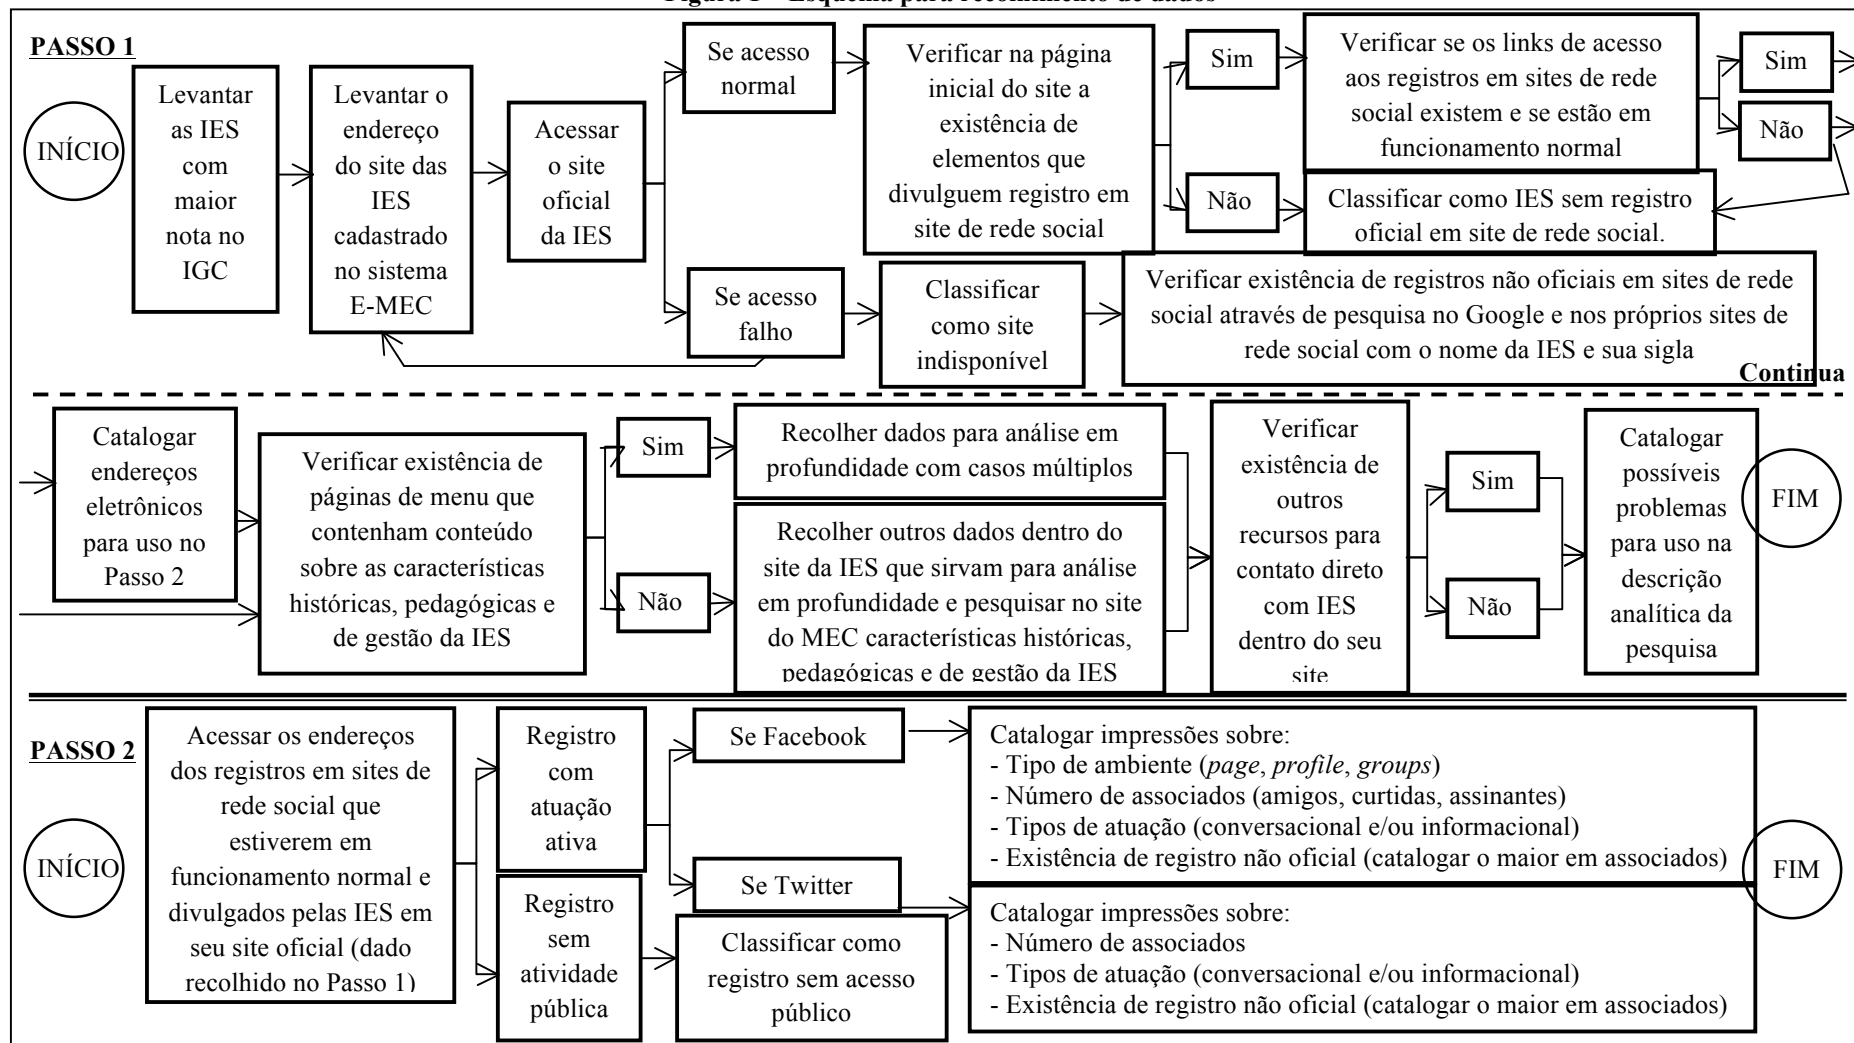 Figura 1 – Esquema para recolhimento de dados
PASSO 1
INÍCIO
Levantar
as IES
com
maior
nota no
IGC
Levantar o
endereço
do site das
IES
cadastrado
no sistema
E-MEC
Acessar
o site
oficial
da IES
Se acesso
normal
Verificar na página
inicial do site a
existência de
elementos que
divulguem registro em
site de rede social
Sim
Verificar se os links de acesso
aos registros em sites de rede
social existem e se estão em
funcionamento normal
Sim
Não
Não
Classificar como IES sem registro
oficial em site de rede social.
Se acesso
falho
Classificar
como site
indisponível
Verificar existência de registros não oficiais em sites de rede
social através de pesquisa no Google e nos próprios sites de
rede social com o nome da IES e sua sigla
Continua
Catalogar
endereços
eletrônicos
para uso no
Passo 2
Verificar existência de
páginas de menu que
contenham conteúdo
sobre as características
históricas, pedagógicas e
de gestão da IES
Sim
Recolher dados para análise em
profundidade com casos múltiplos
Não
Recolher outros dados dentro do
site da IES que sirvam para análise
em profundidade e pesquisar no site
do MEC características históricas,
pedagógicas e de gestão da IES
Verificar
existência de
outros
recursos para
contato direto
com IES
dentro do seu
site
Sim
Não
Catalogar
possíveis
problemas
para uso na
descrição
analítica da
pesquisa
FIM
PASSO 2
INÍCIO
Acessar os endereços
dos registros em sites de
rede social que
estiverem em
funcionamento normal e
divulgados pelas IES em
seu site oficial (dado
recolhido no Passo 1)
Registro
com
atuação
ativa
Se Facebook
Catalogar impressões sobre:
- Tipo de ambiente (page, profile, groups)
- Número de associados (amigos, curtidas, assinantes)
- Tipos de atuação (conversacional e/ou informacional)
- Existência de registro não oficial (catalogar o maior em associados)
Se Twitter
Catalogar impressões sobre:
- Número de associados
- Tipos de atuação (conversacional e/ou informacional)
- Existência de registro não oficial (catalogar o maior em associados)
Registro
sem
atividade
pública
Classificar como
registro sem acesso
público
FIM